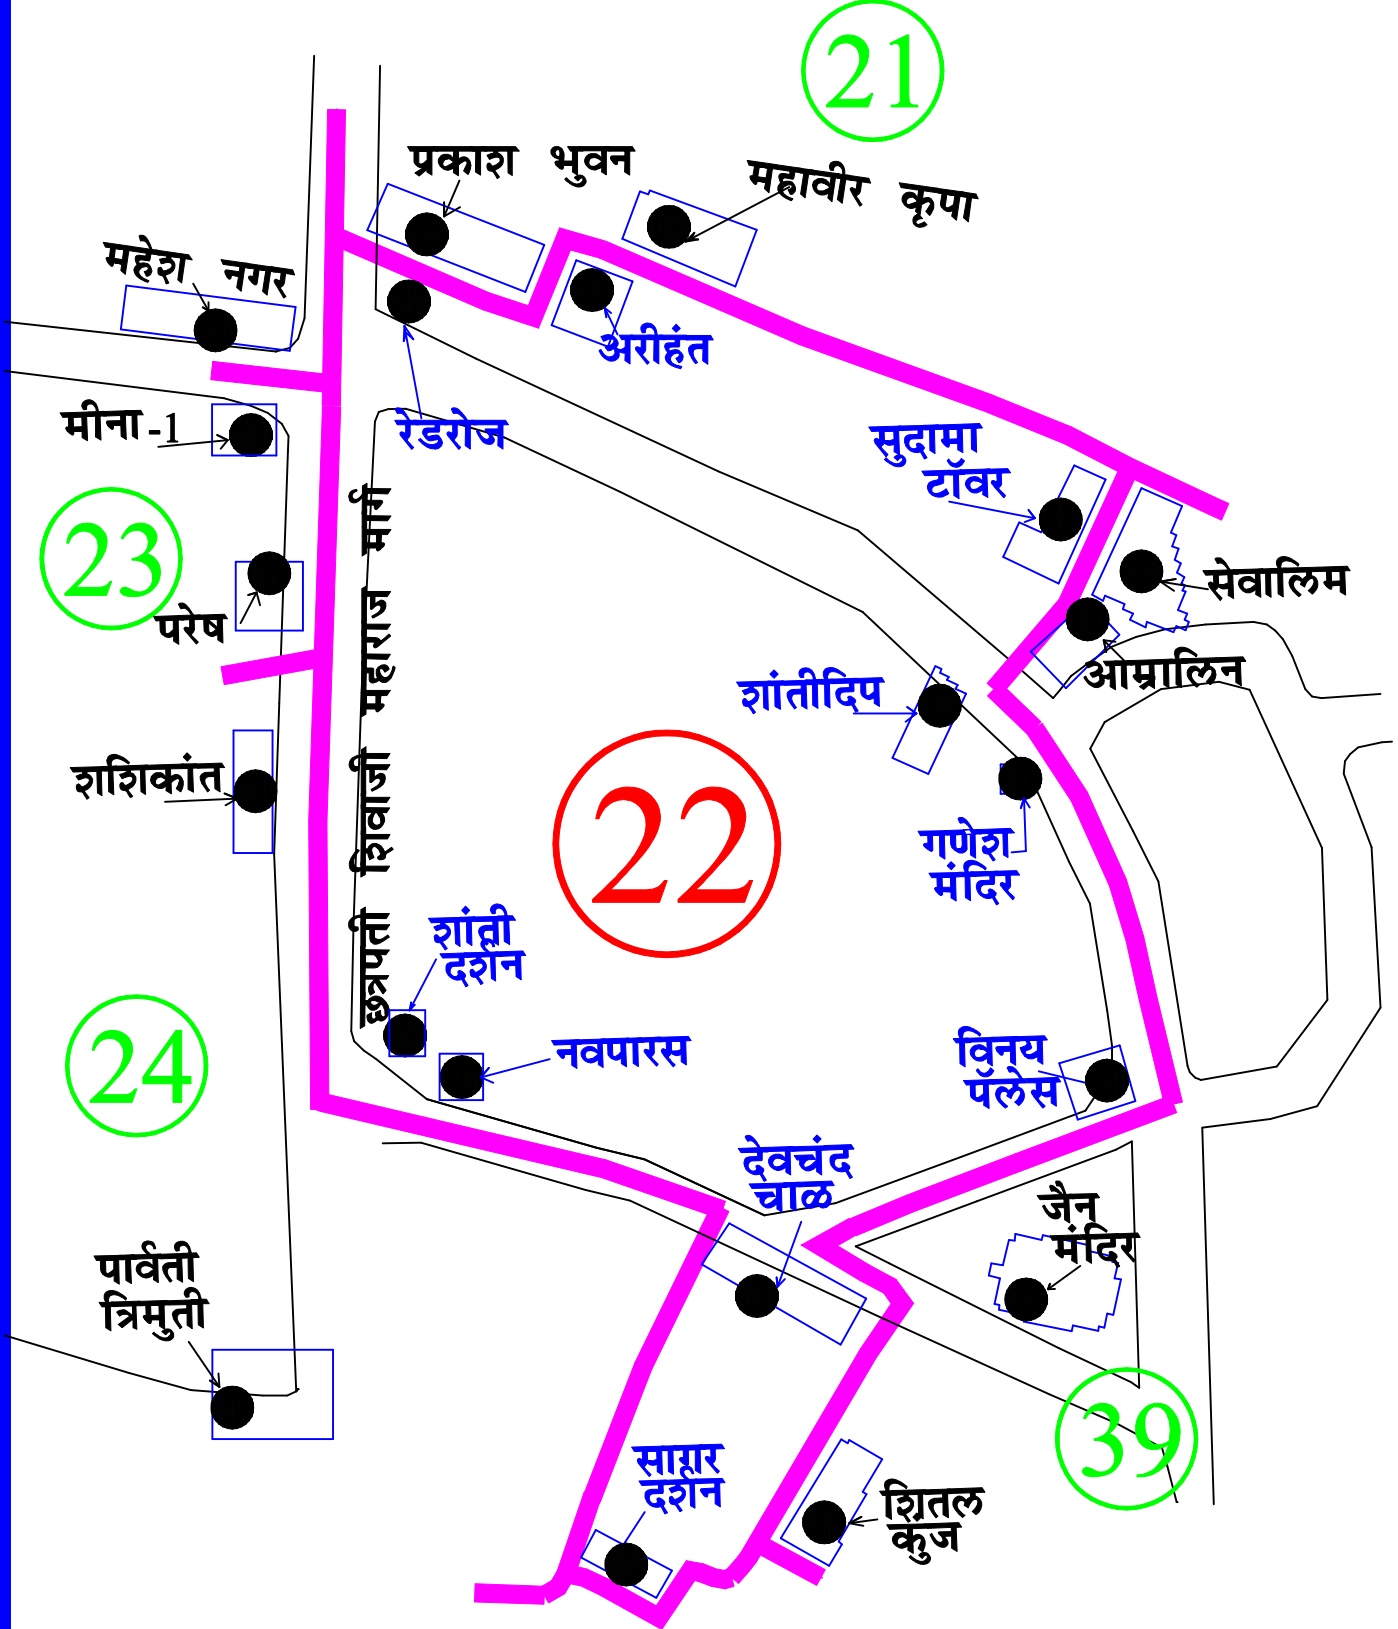 21
प्रकाश भुवन
महावीर कृपा
महेश नगर
अरीहंत
मीना-1
रेडरोज
सुदामा
टॉवर
23
छत्रपती शिवाजी महाराज मार्ग
सेवालिम
परेष
आम्रालिन
शांतीदिप
शशिकांत
22
गणेश
मंदिर
शांती
दर्शन
24
नवपारस
विनय
पॅलेस
देवचंद
चाळ
जैन
मंदिर
पार्वती
त्रिमुती
39
सागर
दर्शन
शितल
कुंज